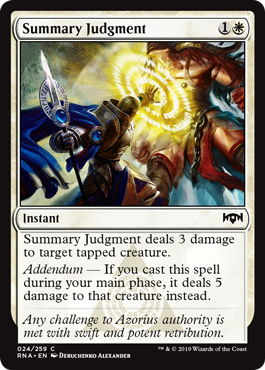 Summary Judgment 1
Instant
Summary Judgment deals 3 damage
to target tapped creature.
Addendum — If you cast this spell
during your main phase, it deals 5
damage to that creature instead.
Any challenge to Azorius authority is
met with swift and potent retribution.
024/259 C
RNA • EN DERUCHENKO ALEXANDER
™ & © 2019 Wizards of the Coast